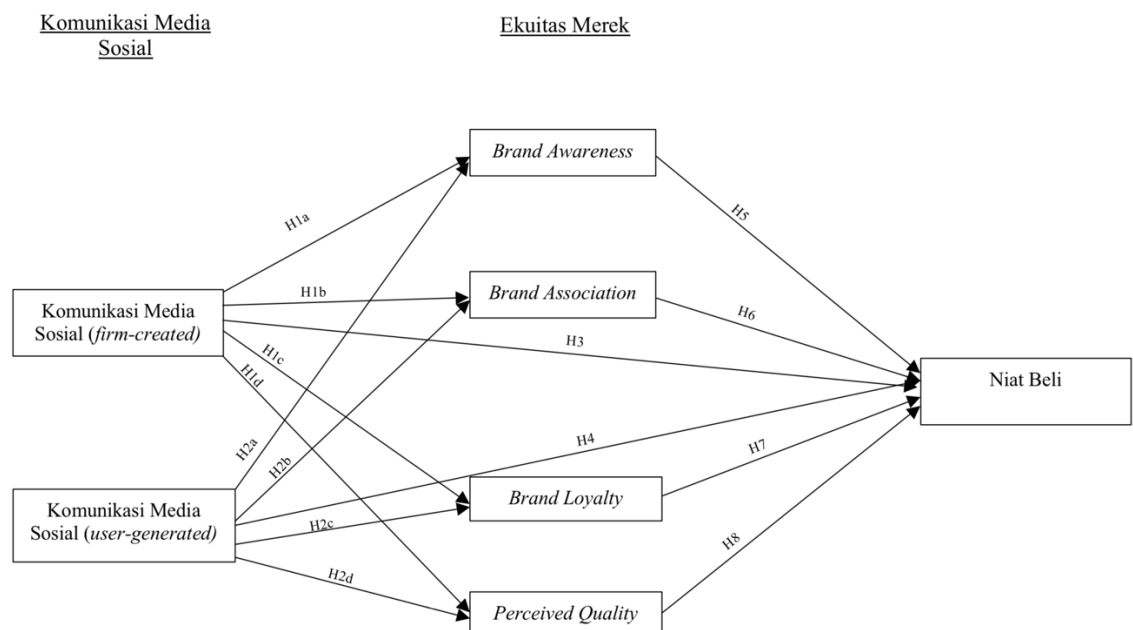 Komunikasi Media
Sosial
Ekuitas Merek
Brand Awareness
H1a
H5
Komunikasi Media
Sosial (firm-created)
H1b
Brand Association
H6
H3
H1c
H1d
Niat Beli
H2a
H2b
H4
H7
Komunikasi Media
Sosial (user-generated)
Brand Loyalty
H2c
H8
H2d
Perceived Quality